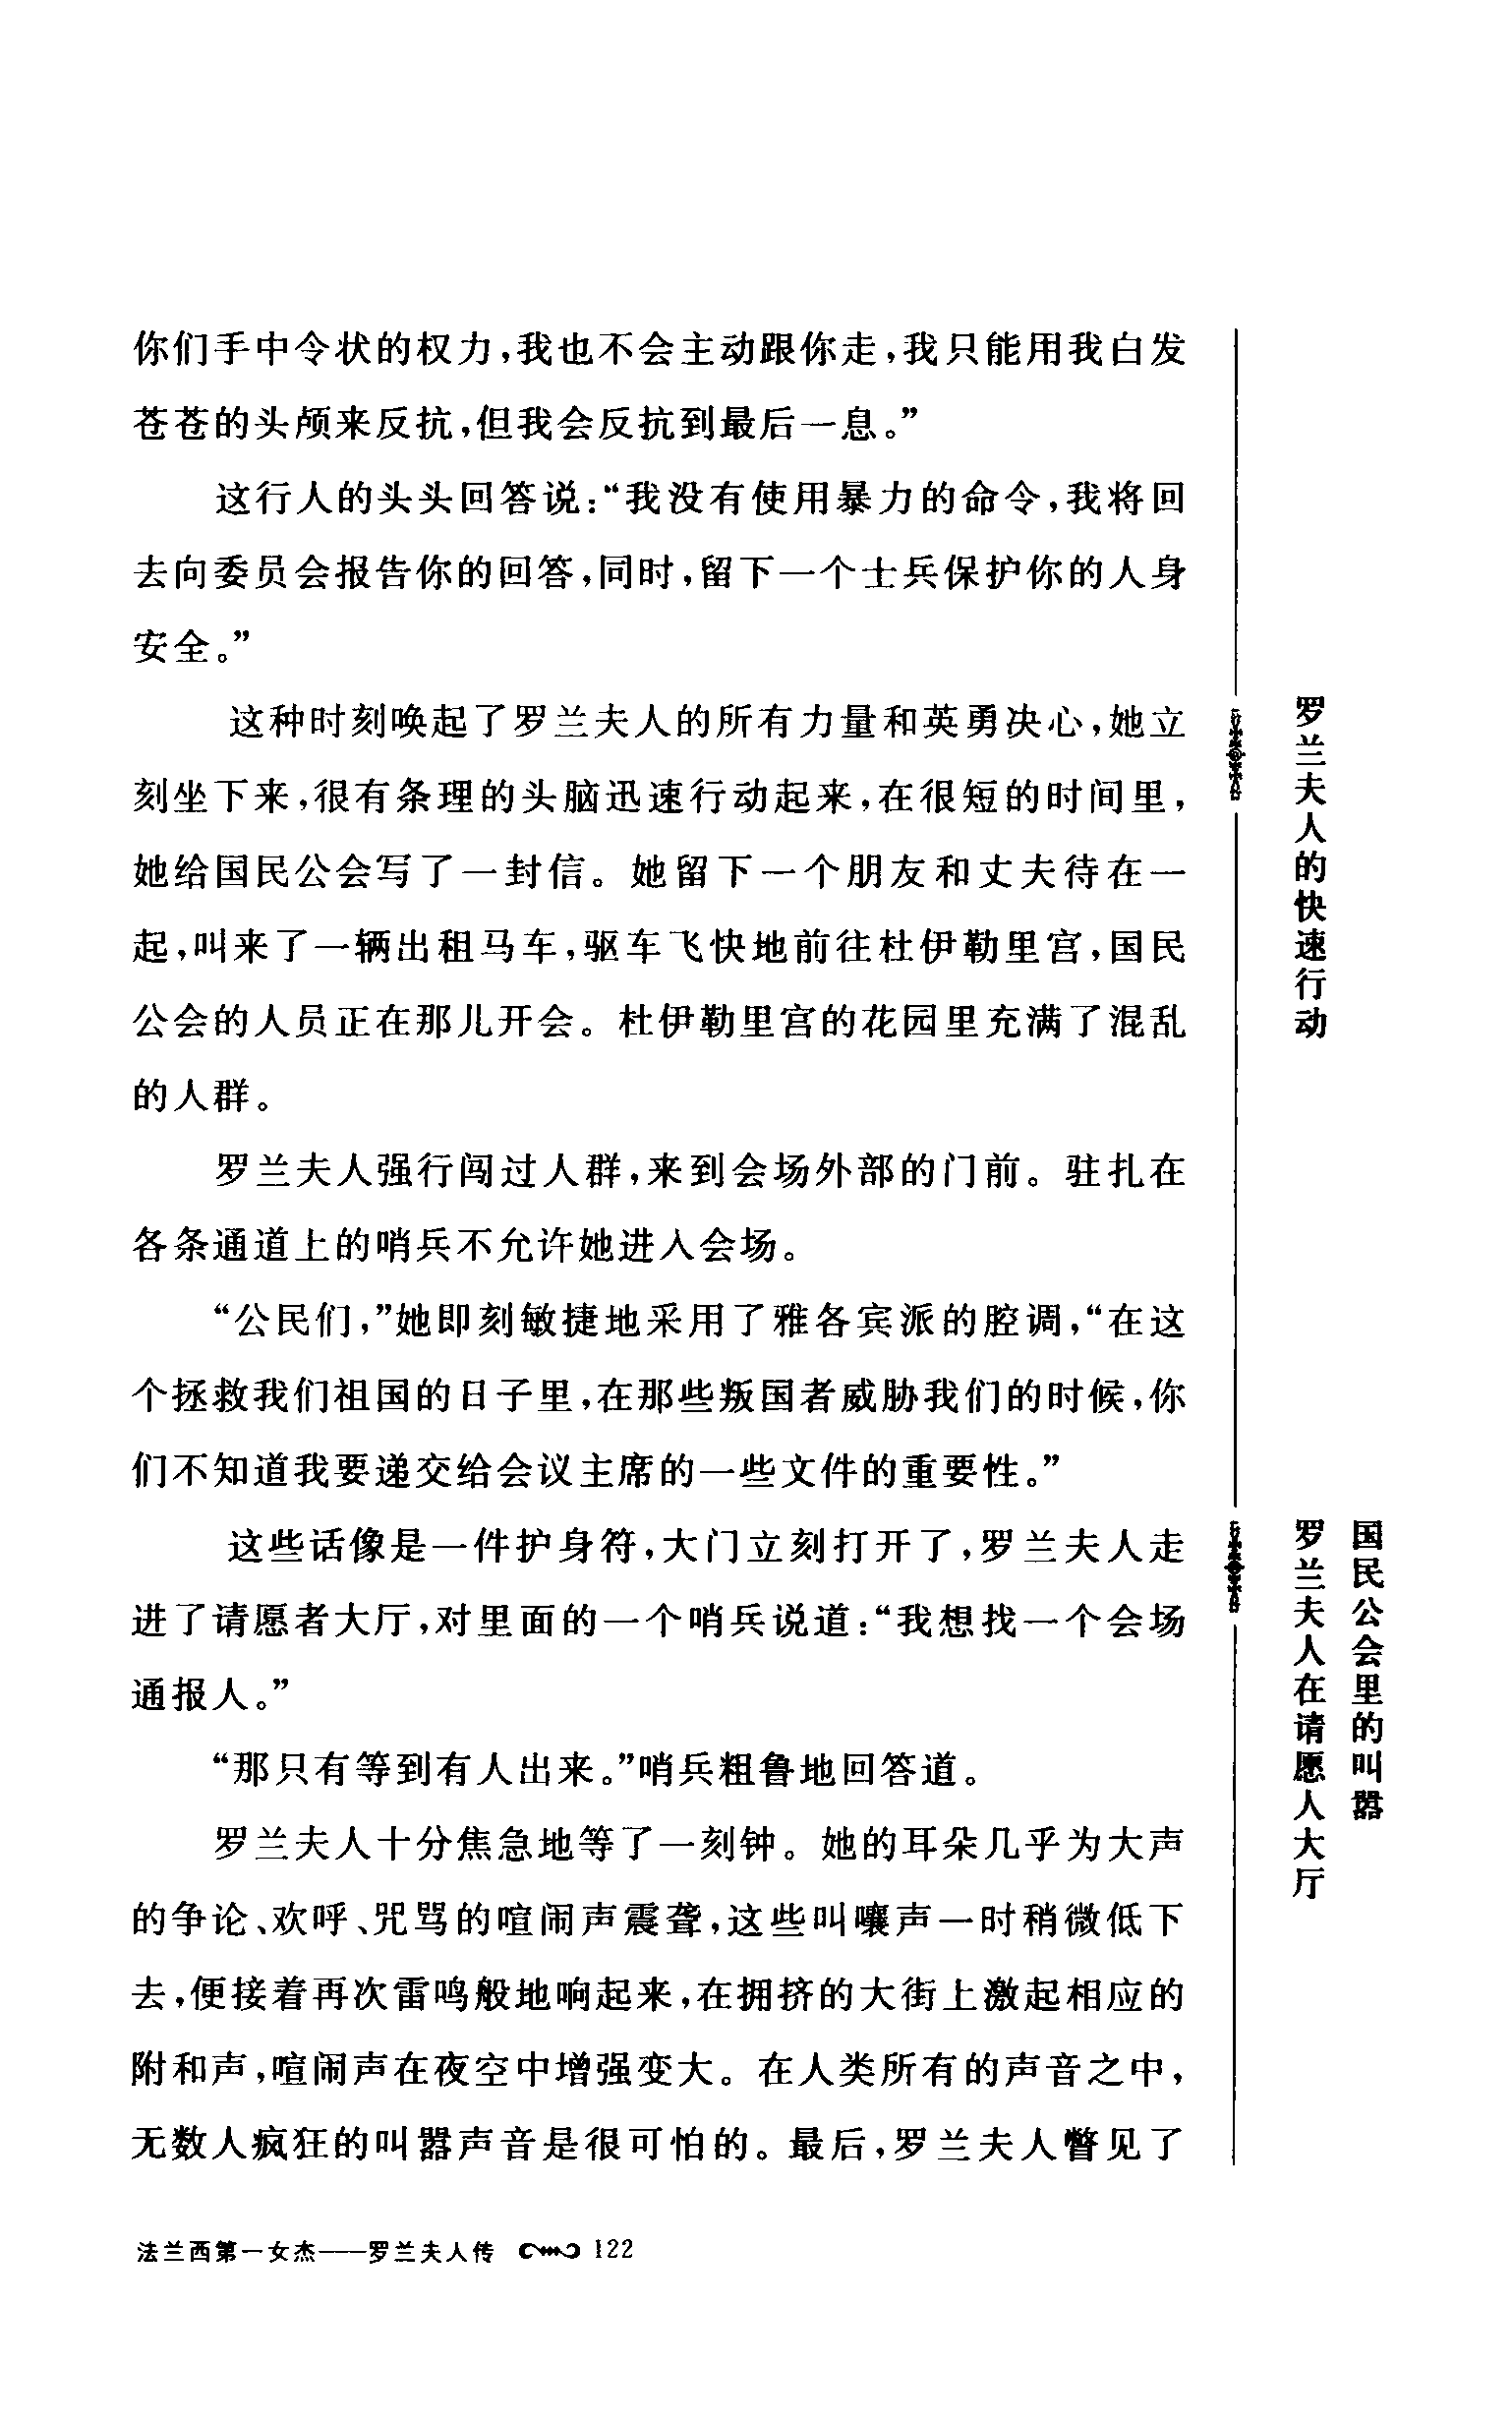 你们手中令状的权力,我也不会主动跟你走,我只能用我白发
苍苍的头颅来反抗,但我会反抗到最后一息。”
这行人的头头回答说:“我没有使用暴力的命令,我将回
去向委员会报告你的回答,同时,留下一个士兵保护你的人身
安全。”
这种时刻唤起了罗兰夫人的所有力量和英勇决心,她立
刻坐下来,很有条理的头脑迅速行动起来,在很短的时间里,
她给国民公会写了一封信。她留下一个朋友和丈夫待在一
起,叫来了一辆出租马车,驱车飞快地前往杜伊勒里宫,国民
公会的人员正在那儿开会。杜伊勒里宫的花园里充满了混乱
的人群。
罗兰夫人强行闯过人群,来到会场外部的门前。驻扎在
各条通道上的哨兵不允许她进入会场。
“公民们,”她即刻敏捷地采用了雅各宾派的腔调,“在这
个拯救我们祖国的日子里,在那些叛国者威胁我们的时候,你
们不知道我要递交给会议主席的一些文件的重要性。”
这些话像是一件护身符,大门立刻打开了,罗兰夫人走
进了请愿者大厅,对里面的一个哨兵说道:“我想找一个会场
通报人。”
“那只有等到有人出来。”哨兵粗鲁地回答道。
罗兰夫人十分焦急地等了一刻钟。她的耳朵几乎为大声
的争论、欢呼、咒骂的喧闹声震聋,这些叫嚷声一时稍微低下
去,便接着再次雷鸣般地响起来,在拥挤的大街上激起相应的
附和声,喧闹声在夜空中增强变大。在人类所有的声音之中,
无数人疯狂的叫嚣声音是很可怕的。最后,罗兰夫人瞥见了
罗兰夫人的快速行动
国民公会里的叫嚣
罗兰夫人在请愿人大厅
法兰西第一女杰——罗兰夫人传 122